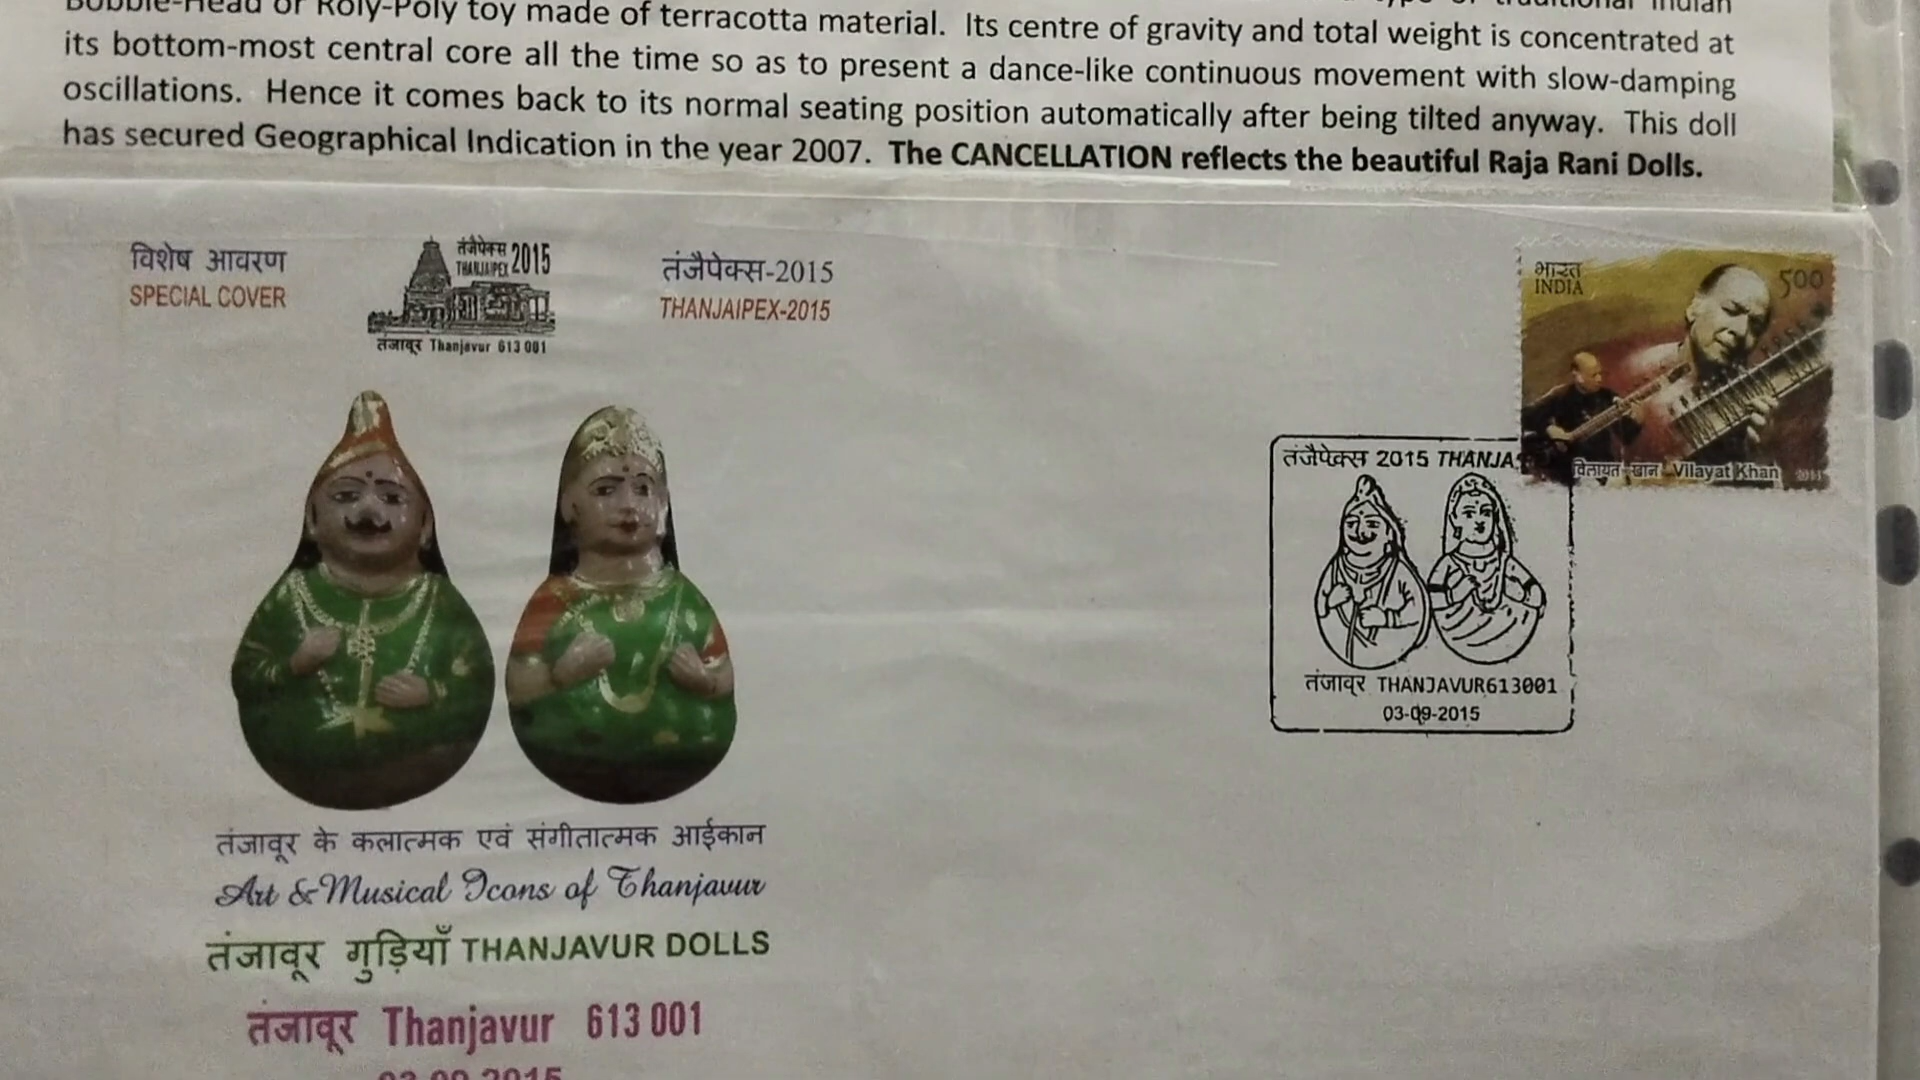 Bobble-Head or Roly-Poly toy made of terracotta material. Its centre of gravity and total weight is concentrated at
its bottom-most central core all the time so as to present a dance-like continuous movement with slow-damping
oscillations. Hence it comes back to its normal seating position automatically after being tilted anyway. This doll
has secured Geographical Indication in the year 2007. The CANCELLATION reflects the beautiful Raja Rani Dolls.
विशेष आवरण
SPECIAL COVER
तंजैपेक्स 2015
THANJAIPEX
तंजावूर Thanjavur 613 001
तंजैपेक्स-2015
THANJAIPEX-2015
भारत
INDIA
500
विलायत खान Vilayat Khan
तंजैपेक्स 2015 THANJA
तंजावूर THANJAVUR613001
03-09-2015
तंजावूर के कलात्मक एवं संगीतात्मक आईकान
Art & Musical Icons of Thanjavur
तंजावूर गुड़ियाँ THANJAVUR DOLLS
तंजावूर Thanjavur 613 001
03-09-2015